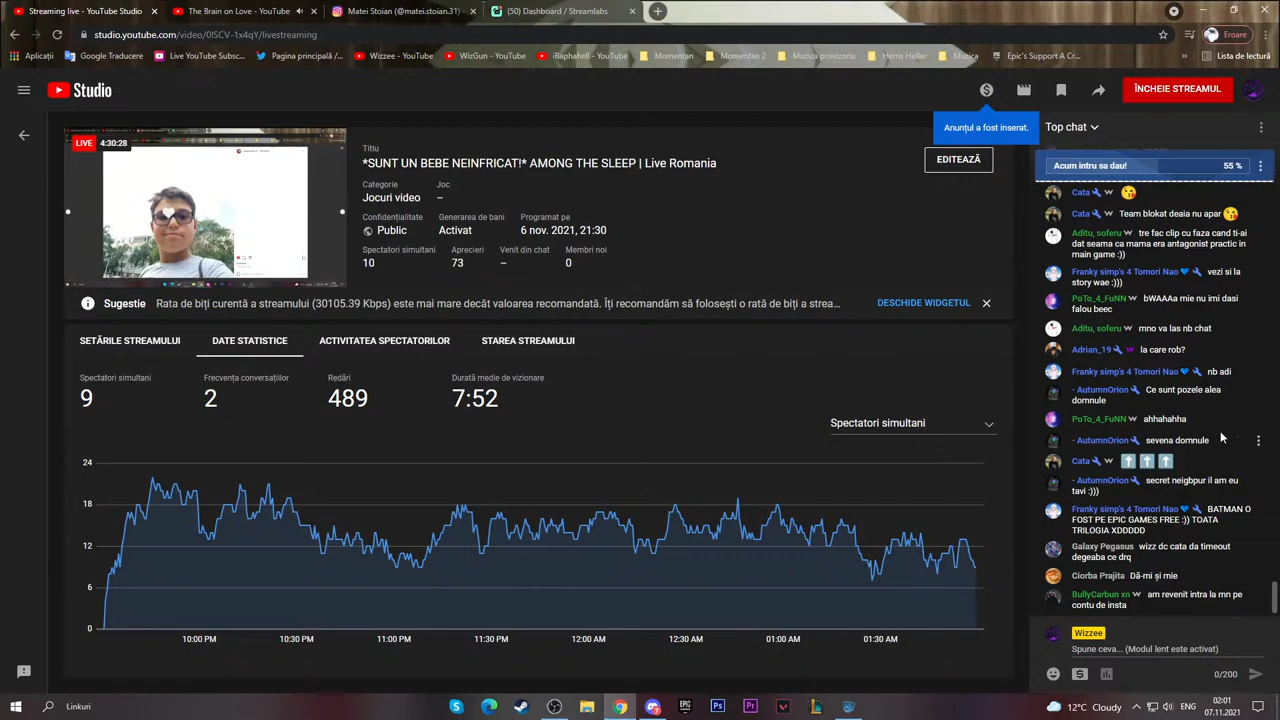 Streaming live - YouTube Studio
The Brain on Love - YouTube
Matei Stoian (@matei.stoian.31)
(50) Dashboard / Streamlabs
studio.youtube.com/video/0lSCV-1x4qY/livestreaming
Eroare
Aplicații
Google Traducere
Live YouTube Subsc...
Pagina principală /...
Wizzee - YouTube
WizGun - YouTube
iRaphahell - YouTube
Momentan
Momentan 2
Muzica provizoriu
Herris Heller
Muzica
Epic's Support A Cr...
»
Lista de lectură
Studio
ÎNCHEIE STREAMUL
Anunțul a fost inserat.
Top chat
LIVE 4:30:28
Titlu
*SUNT UN BEBE NEINFRICAT!* AMONG THE SLEEP | Live Romania
EDITEAZĂ
Categorie
Joc
Jocuri video
–
Confidențialitate
Generarea de bani
Programat pe
Public
Activat
6 nov. 2021, 21:30
Spectatori simultani
Aprecieri
Venit din chat
Membri noi
10
73
–
0
Sugestie
Rata de biți curentă a streamului (30105.39 Kbps) este mai mare decât valoarea recomandată. Îți recomandăm să folosești o rată de biți a strea...
DESCHIDE WIDGETUL
SETĂRILE STREAMULUI
DATE STATISTICE
ACTIVITATEA SPECTATORILOR
STAREA STREAMULUI
Spectatori simultani
Frecvența conversațiilor
Redări
Durată medie de vizionare
9
2
489
7:52
Spectatori simultani
24
18
12
6
0
10:00 PM
10:30 PM
11:00 PM
11:30 PM
12:00 AM
12:30 AM
01:00 AM
01:30 AM
Acum intru sa dau!
55 %
Cata 😘
Cata Team blokat deaia nu apar 😘
Aditu, soferu tre fac clip cu faza cand ti-ai
dat seama ca mama era antagonist practic in
main game :))
Franky simp's 4 Tomori Nao 💙 vezi si la
story wae :)))
PoTo_4_FuNN bWAAAa mie nu imi dasi
falou beec
Aditu, soferu mno va las nb chat
Adrian_19 la care rob?
Franky simp's 4 Tomori Nao 💙 nb adi
- AutumnOrion Ce sunt pozele alea
domnule
PoTo_4_FuNN ahhahahha
- AutumnOrion sevena domnule
Cata ⬆️ ⬆️ ⬆️
- AutumnOrion secret neigbpur il am eu
tavi :)))
Franky simp's 4 Tomori Nao 💙 BATMAN O
FOST PE EPIC GAMES FREE :)) TOATA
TRILOGIA XDDDDD
Galaxy Pegasus wizz dc cata da timeout
degeaba ce drq
Ciorba Prajita Dă-mi și mie
BullyCarbun xn am revenit intra la mn pe
contu de insta
Wizzee
Spune ceva... (Modul lent este activat)
0/200
Linkuri
12°C Cloudy
ENG
02:01
07.11.2021